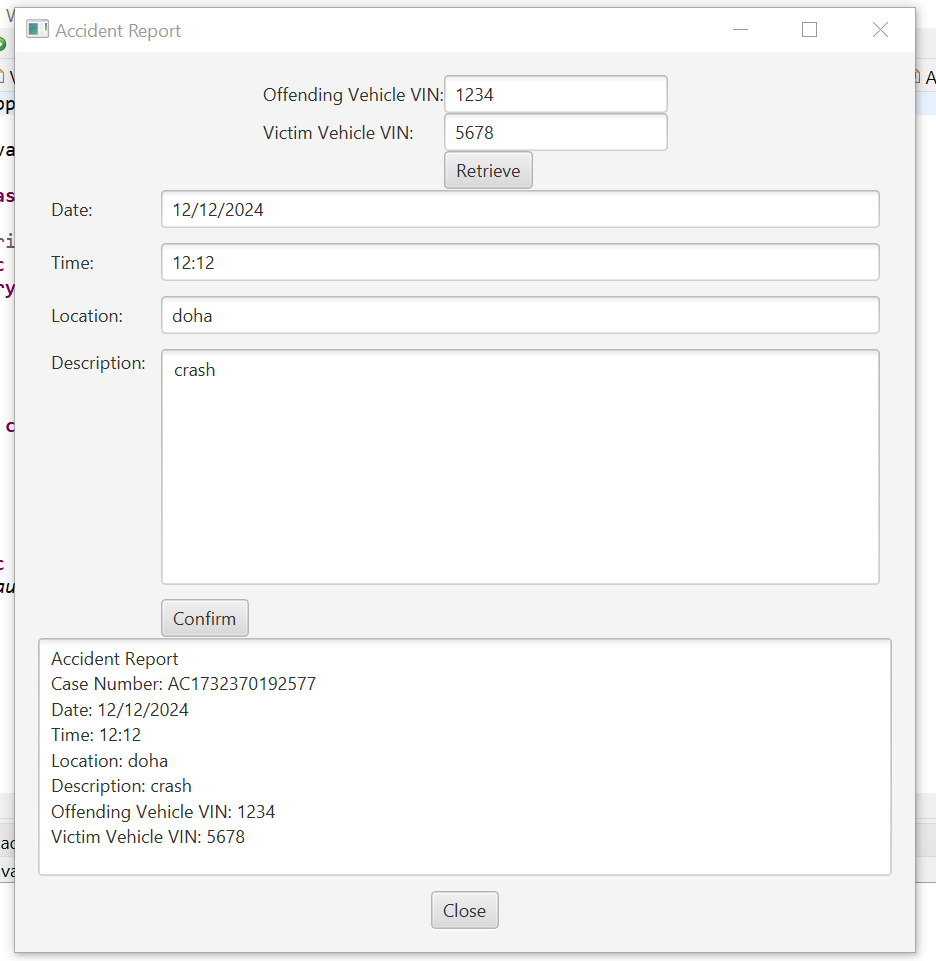 Accident Report
Offending Vehicle VIN: 1234
Victim Vehicle VIN: 5678
Retrieve
Date: 12/12/2024
Time: 12:12
Location: doha
Description: crash
Confirm
Accident Report
Case Number: AC1732370192577
Date: 12/12/2024
Time: 12:12
Location: doha
Description: crash
Offending Vehicle VIN: 1234
Victim Vehicle VIN: 5678
Close